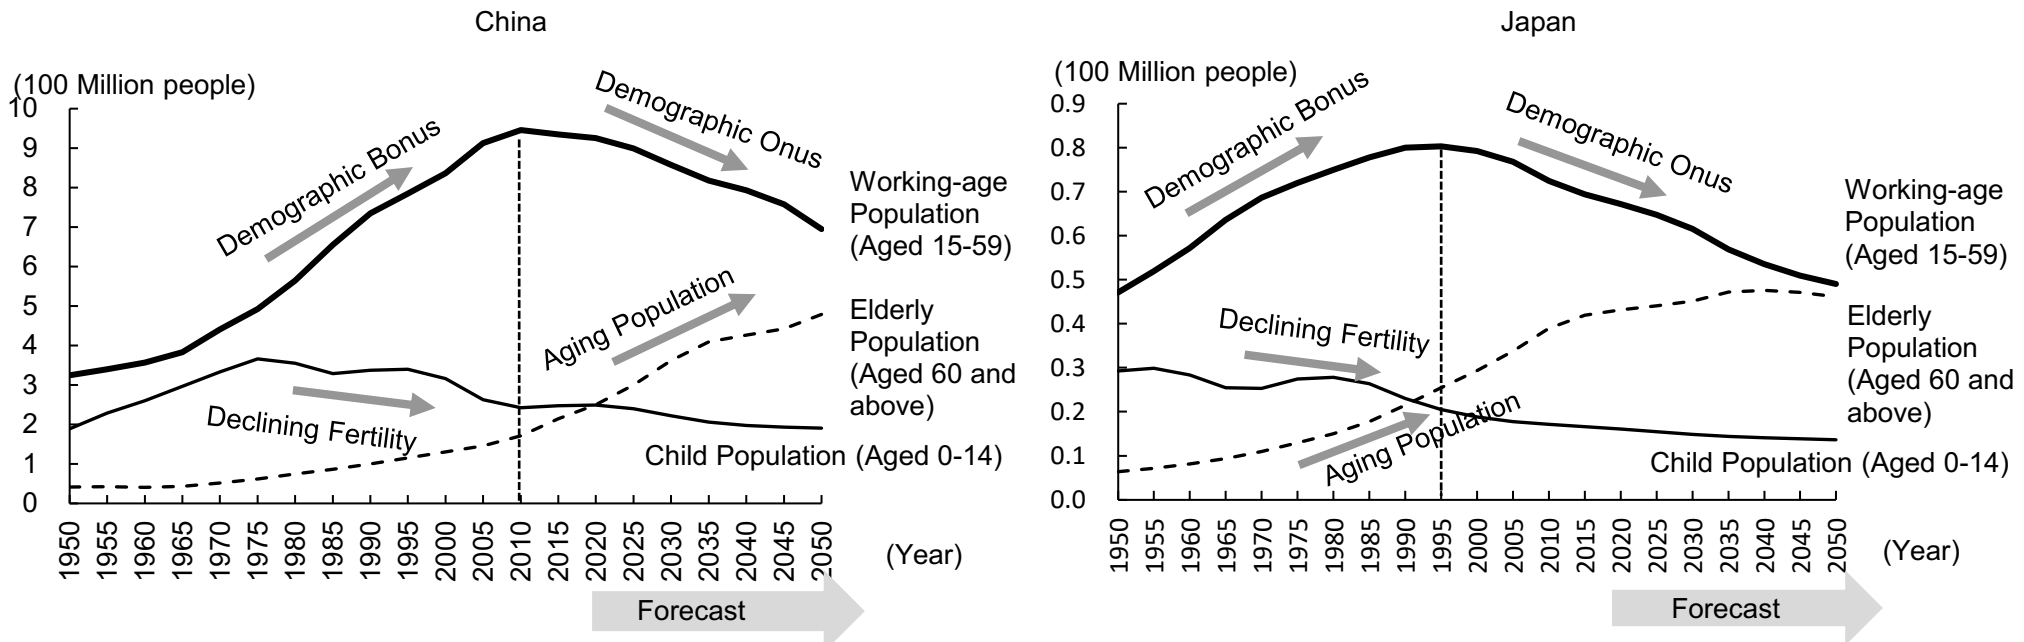 China
(100 Million people)
10
9
8
7
6
5
4
3
2
1
0
Demographic Bonus
Demographic Onus
Working-age
Population
(Aged 15-59)
Aging Population
Elderly
Population
(Aged 60 and
above)
Declining Fertility
Child Population (Aged 0-14)
1950
1955
1960
1965
1970
1975
1980
1985
1990
1995
2000
2005
2010
2015
2020
2025
2030
2035
2040
2045
2050
(Year)
Forecast
Japan
(100 Million people)
0.9
0.8
0.7
0.6
0.5
0.4
0.3
0.2
0.1
0.0
Demographic Bonus
Demographic Onus
Working-age
Population
(Aged 15-59)
Declining Fertility
Elderly
Population
(Aged 60 and
above)
Aging Population
Child Population (Aged 0-14)
1950
1955
1960
1965
1970
1975
1980
1985
1990
1995
2000
2005
2010
2015
2020
2025
2030
2035
2040
2045
2050
(Year)
Forecast